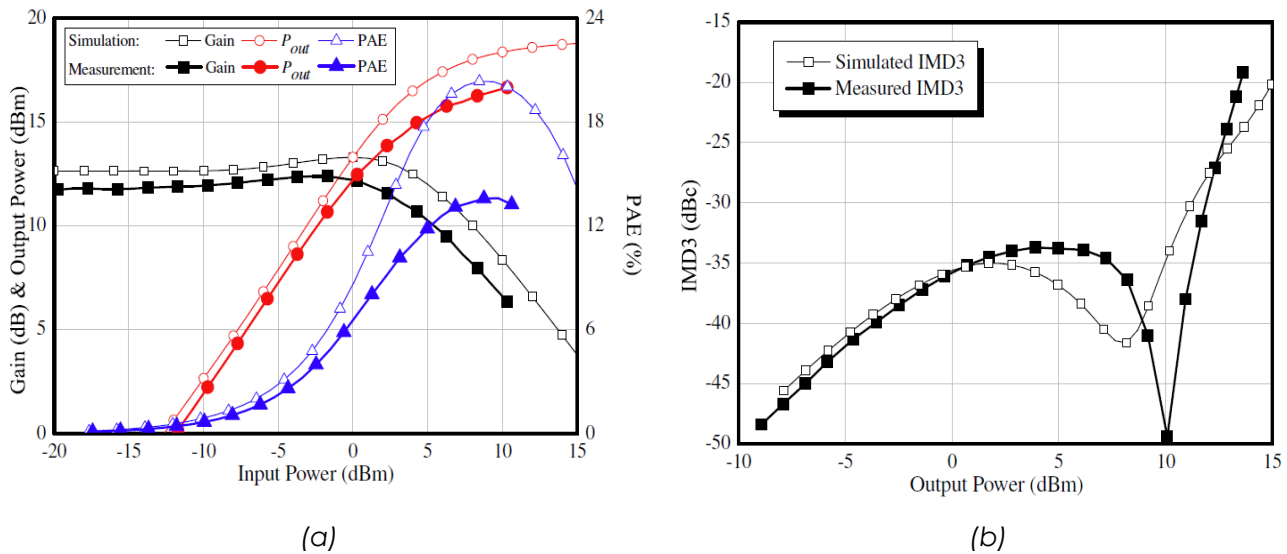 20
24
Simulation: Gain Pout PAE
Measurement: Gain Pout PAE
15
18
10
12
5
6
0
0
Gain (dB) & Output Power (dBm)
PAE (%)
-20 -15 -10 -5 0 5 10 15
Input Power (dBm)
(a)
-15
Simulated IMD3
Measured IMD3
-20
-25
-30
-35
-40
-45
-50
IMD3 (dBc)
-10 -5 0 5 10 15
Output Power (dBm)
(b)